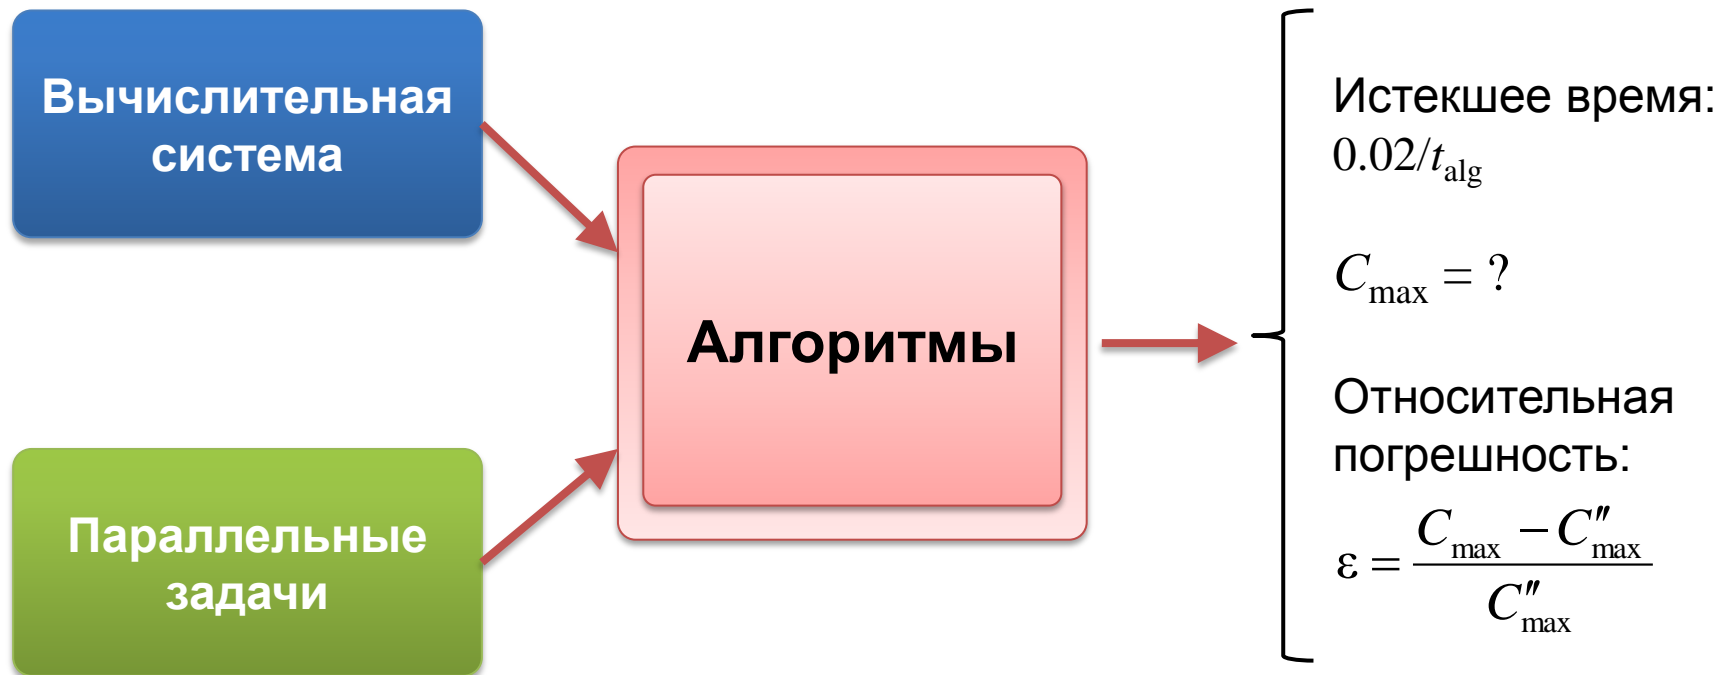 Вычислительная
система
Параллельные
задачи
Алгоритмы
Истекшее время:
0.02/t_alg
C_max = ?
Относительная
погрешность:
ε = (C_max − C″_max) / C″_max